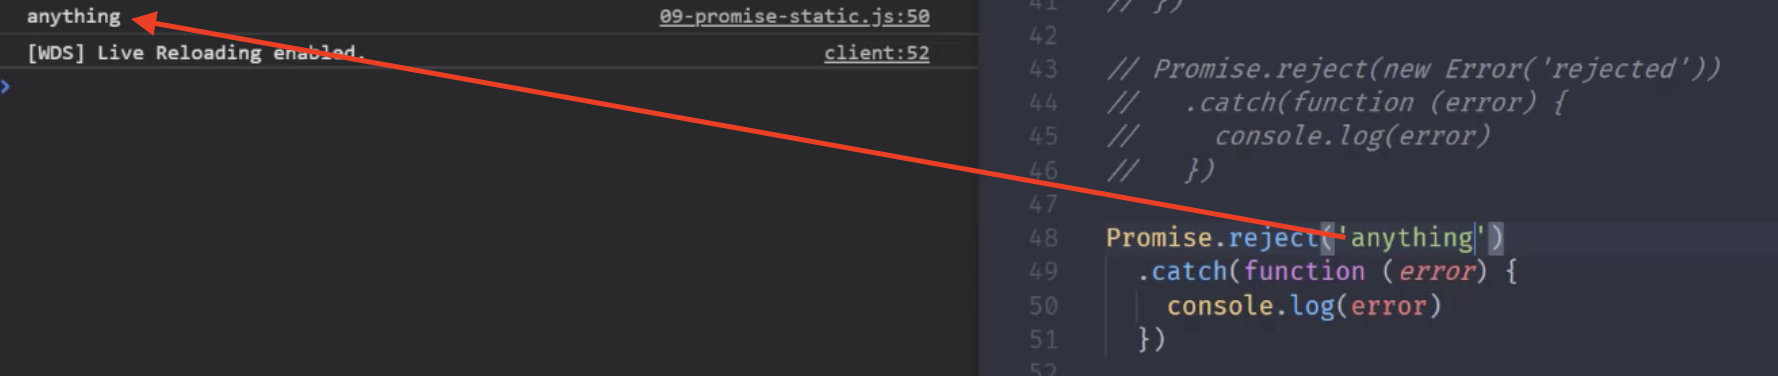 anything 09-promise-static.js:50
[WDS] Live Reloading enabled. client:52
41 // })
42
43 // Promise.reject(new Error('rejected'))
44 //   .catch(function (error) {
45 //     console.log(error)
46 //   })
47
48 Promise.reject('anything')
49   .catch(function (error) {
50     console.log(error)
51   })
52